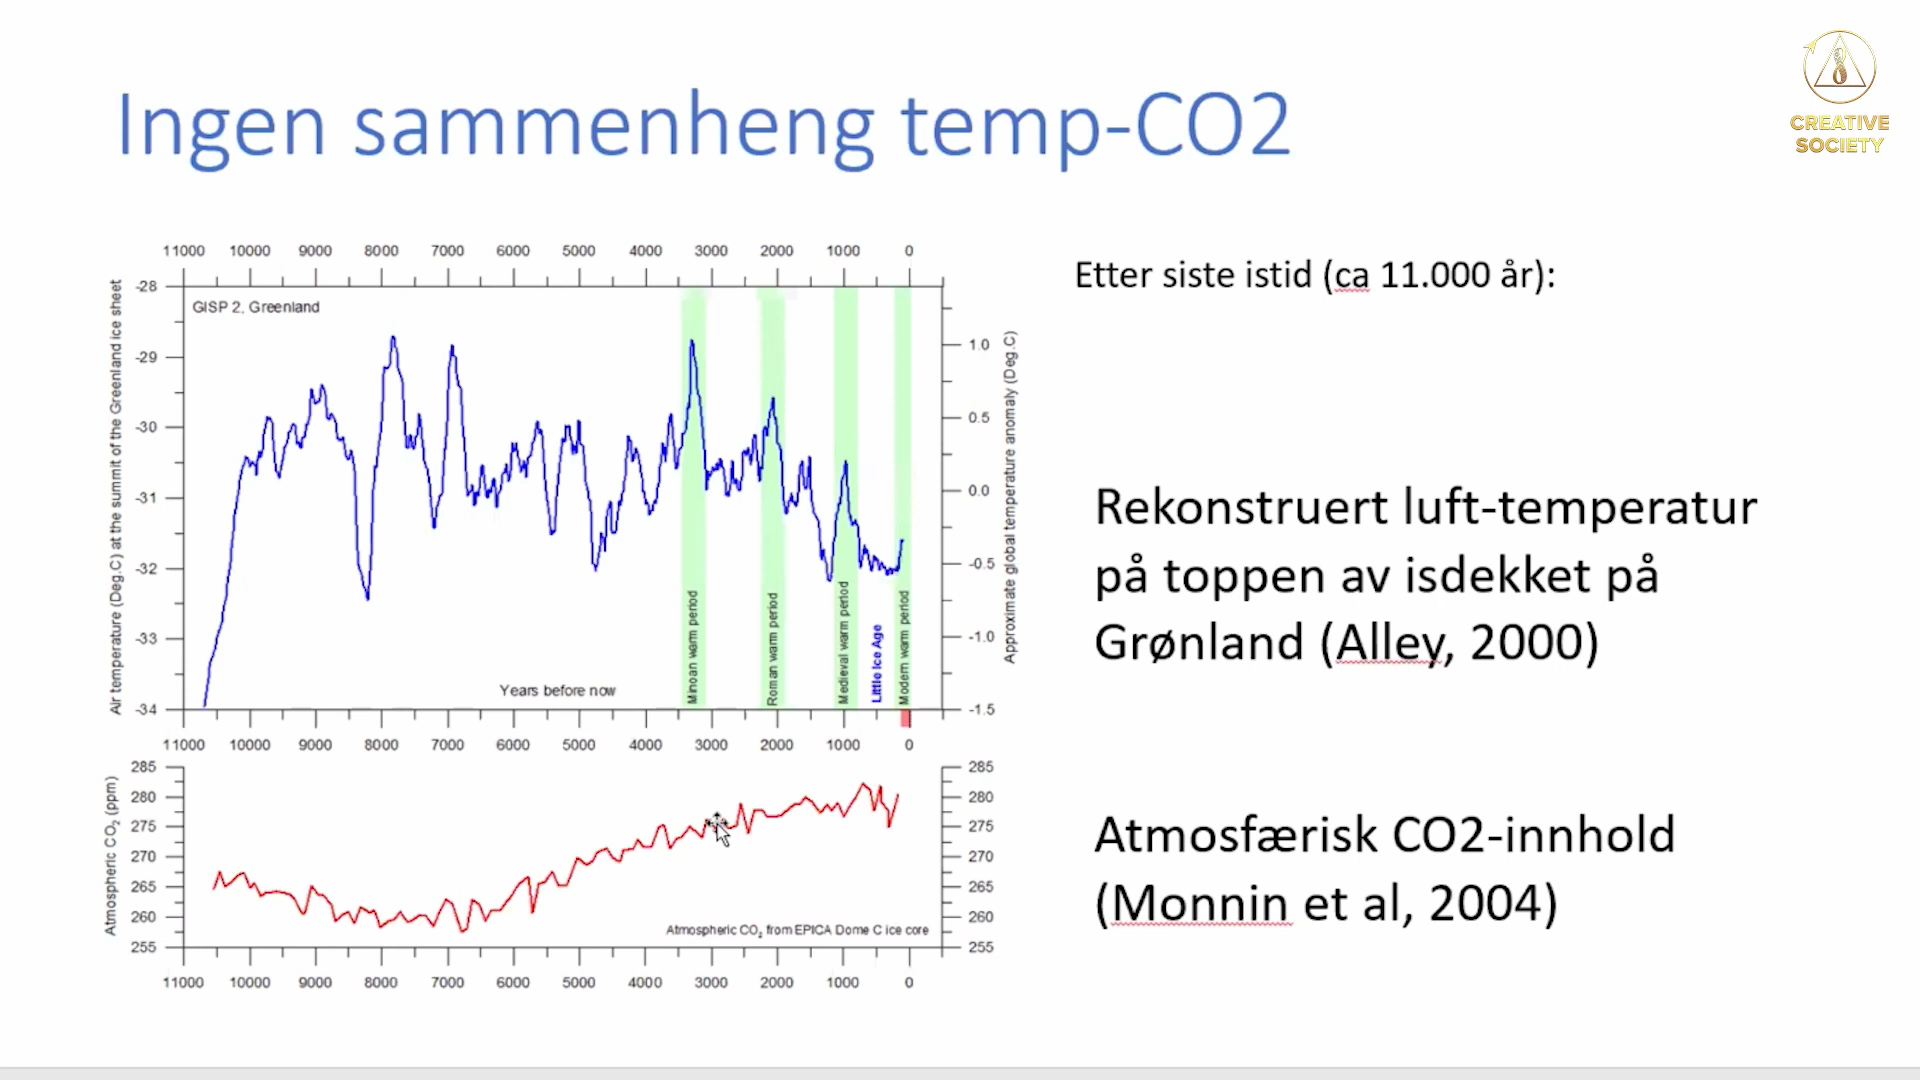 CREATIVE
SOCIETY
Ingen sammenheng temp-CO2
11000 10000 9000 8000 7000 6000 5000 4000 3000 2000 1000 0
Air temperature (Deg.C) at the summit of the Greenland ice sheet
-28
-29
-30
-31
-32
-33
-34
GISP 2, Greenland
Years before now
Minoan warm period
Roman warm period
Medieval warm period
Little Ice Age
Modern warm period
1.0
0.5
0.0
-0.5
-1.0
-1.5
Approximate global temperature anomaly (Deg.C)
11000 10000 9000 8000 7000 6000 5000 4000 3000 2000 1000 0
Atmospheric CO2 (ppm)
285
280
275
270
265
260
255
Atmospheric CO2 from EPICA Dome C ice core
285
280
275
270
265
260
255
11000 10000 9000 8000 7000 6000 5000 4000 3000 2000 1000 0
Etter siste istid (ca 11.000 år):
Rekonstruert luft-temperatur
på toppen av isdekket på
Grønland (Alley, 2000)
Atmosfærisk CO2-innhold
(Monnin et al, 2004)